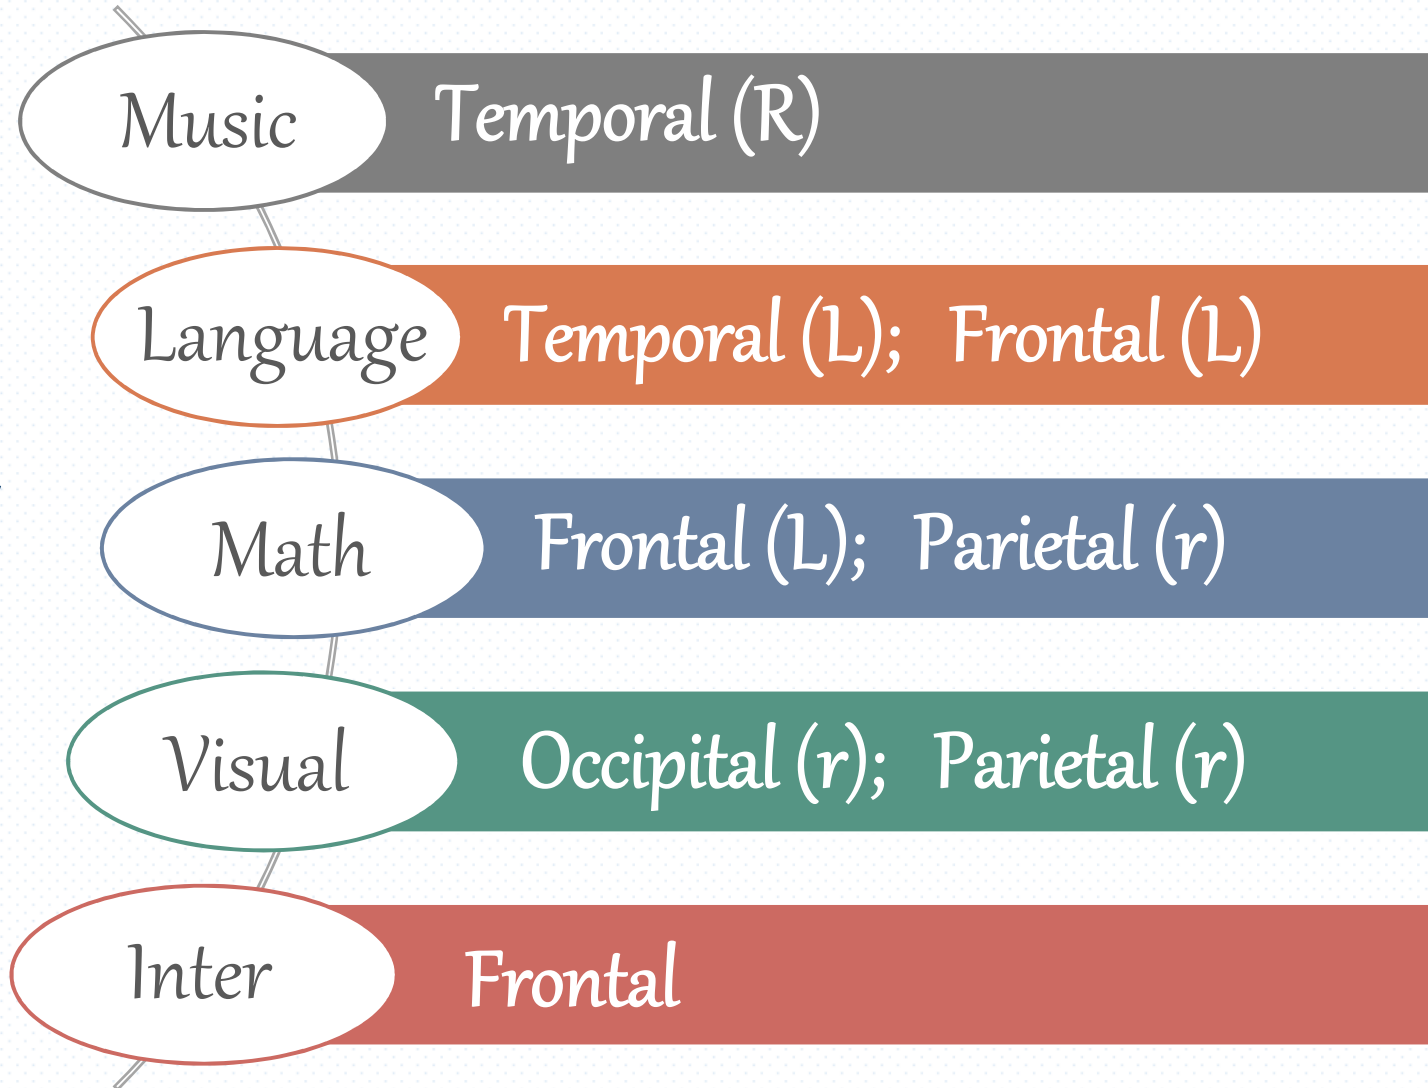 Music
Temporal (R)
Language
Temporal (L); Frontal (L)
Math
Frontal (L); Parietal (r)
Visual
Occipital (r); Parietal (r)
Inter
Frontal